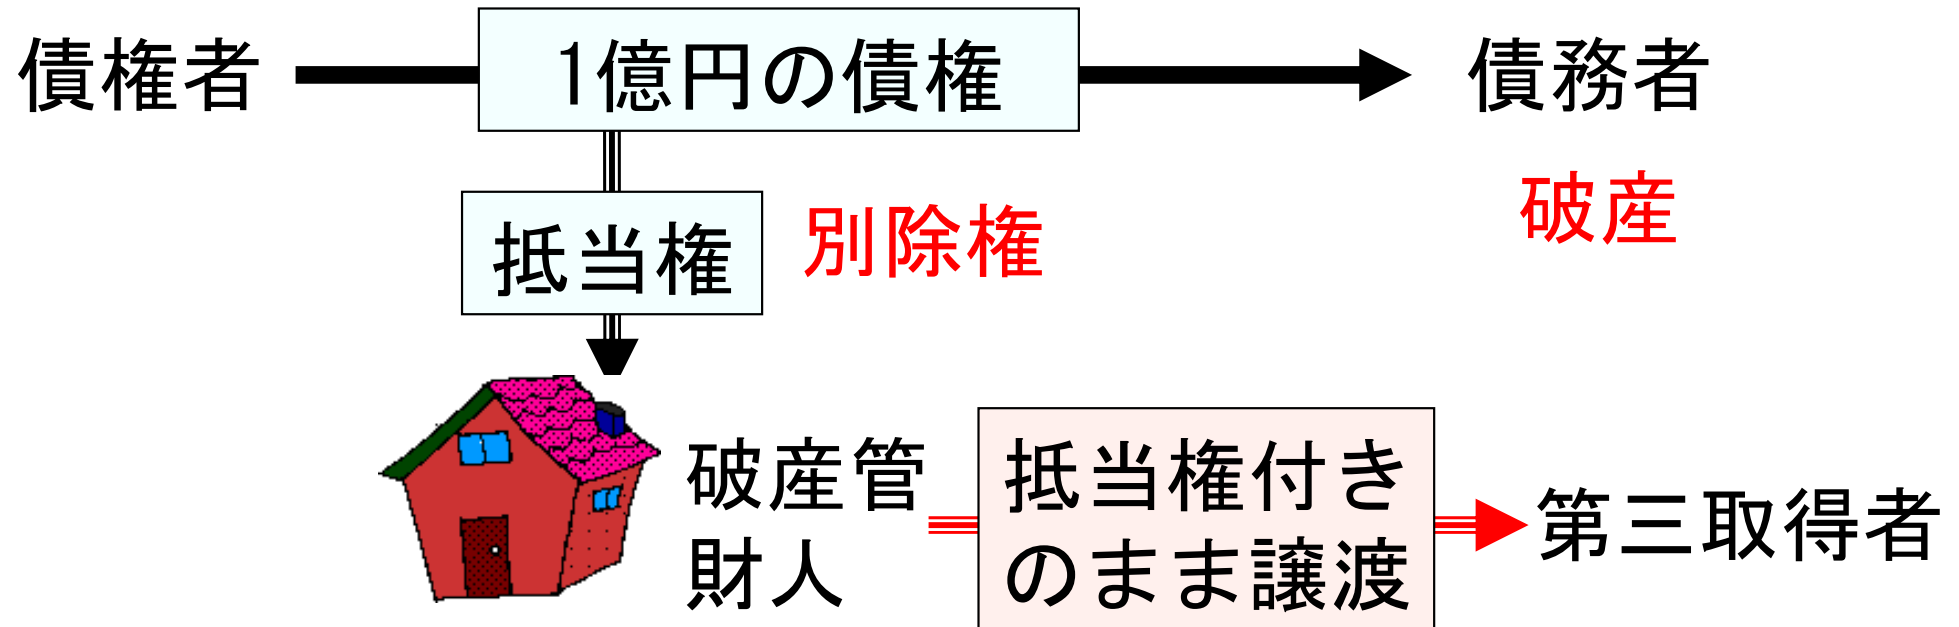 債権者
1億円の債権
債務者
破産
抵当権
別除権
破産管
財人
抵当権付き
のまま譲渡
第三取得者